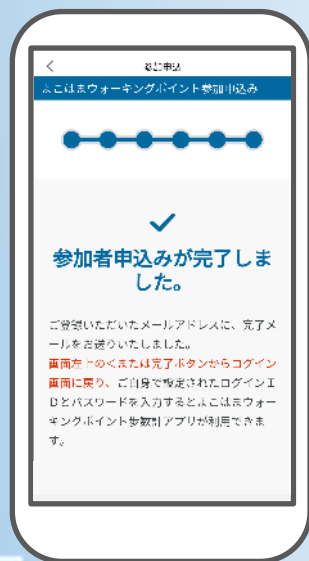 参加申込
よこはまウォーキングポイント参加申込み
参加者申込みが完了しま
した。
ご登録いただいたメールアドレスに、完了メ
ールをお送りいたしました。
画面左上の<または完了ボタンからログイン
画面に戻り、ご自身で設定されたログインI
DとパスワードD入力するとよこはまウォー
キングポイント歩数計アプリが利用できま
す。